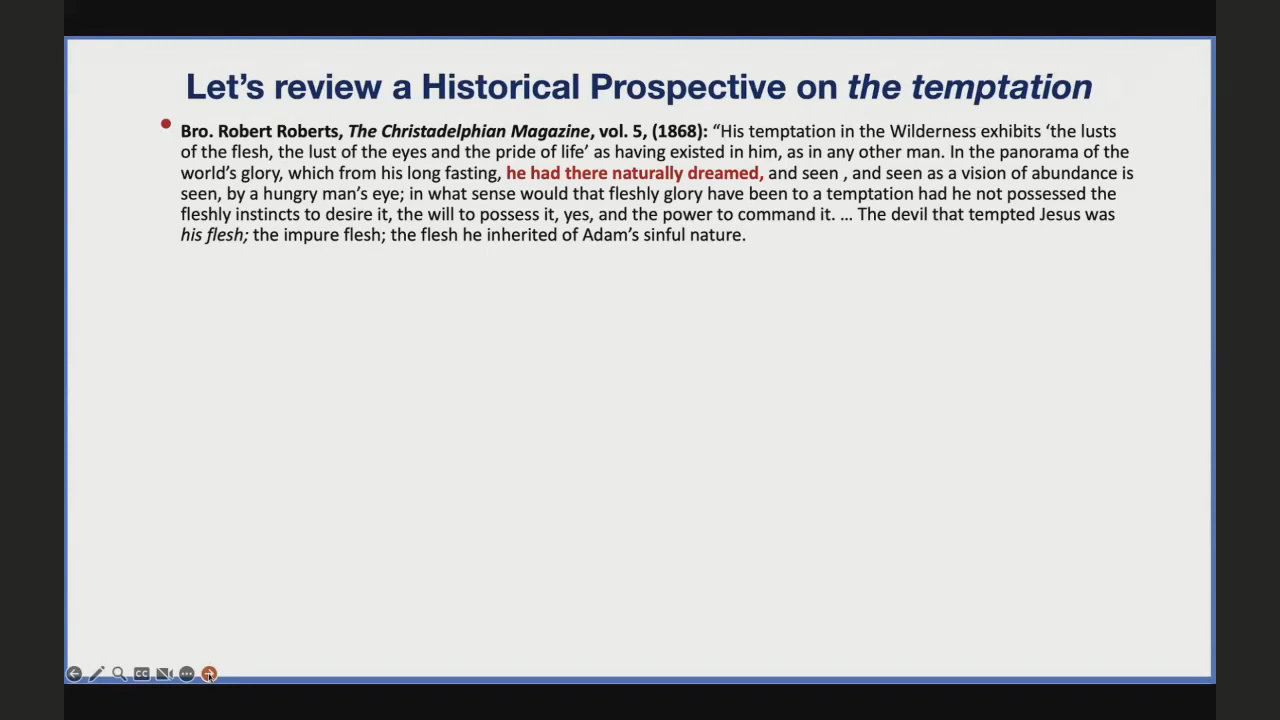 Let's review a Historical Prospective on the temptation
Bro. Robert Roberts, The Christadelphian Magazine, vol. 5, (1868): “His temptation in the Wilderness exhibits ‘the lusts
of the flesh, the lust of the eyes and the pride of life’ as having existed in him, as in any other man. In the panorama of the
world’s glory, which from his long fasting, he had there naturally dreamed, and seen , and seen as a vision of abundance is
seen, by a hungry man’s eye; in what sense would that fleshly glory have been to a temptation had he not possessed the
fleshly instincts to desire it, the will to possess it, yes, and the power to command it. … The devil that tempted Jesus was
his flesh; the impure flesh; the flesh he inherited of Adam’s sinful nature.
CC